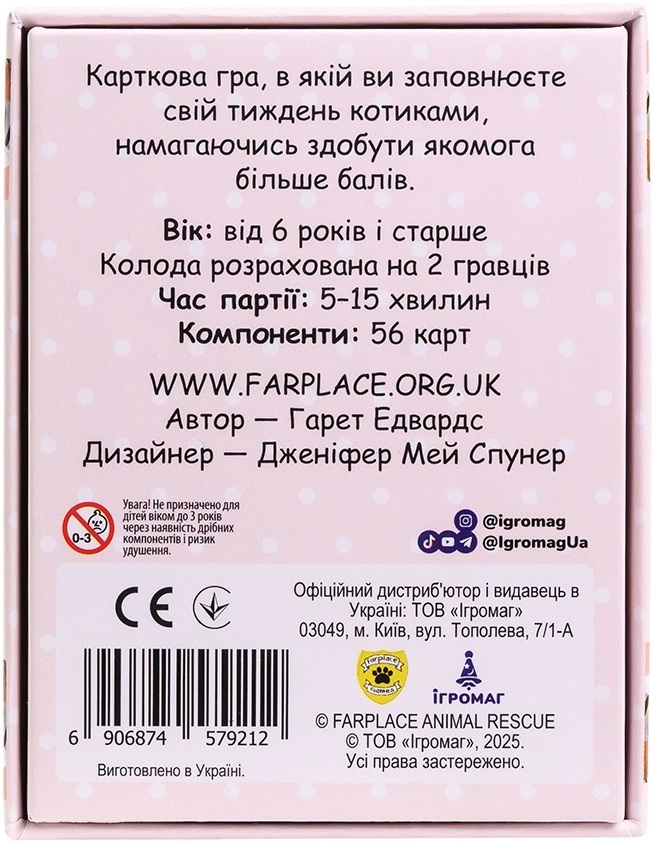 Карткова гра, в якій ви заповнюєте
свій тиждень котиками,
намагаючись здобути якомога
більше балів.
Вік: від 6 років і старше
Колода розрахована на 2 гравців
Час партії: 5–15 хвилин
Компоненти: 56 карт
WWW.FARPLACE.ORG.UK
Автор — Гарет Едвардс
Дизайнер — Дженіфер Мей Спунер
0-3
Увага! Не призначено для
дітей віком до 3 років
через наявність дрібних
компонентів і ризик
удушення.
@igromag
@IgromagUa
CE
Офіційний дистриб'ютор і видавець в
Україні: ТОВ «Ігромаг»
03049, м. Київ, вул. Тополева, 7/1-А
Farplace
Games
ІГРОМАГ
6 906874 579212
Виготовлено в Україні.
© FARPLACE ANIMAL RESCUE
© ТОВ «Ігромаг», 2025.
Усі права застережено.